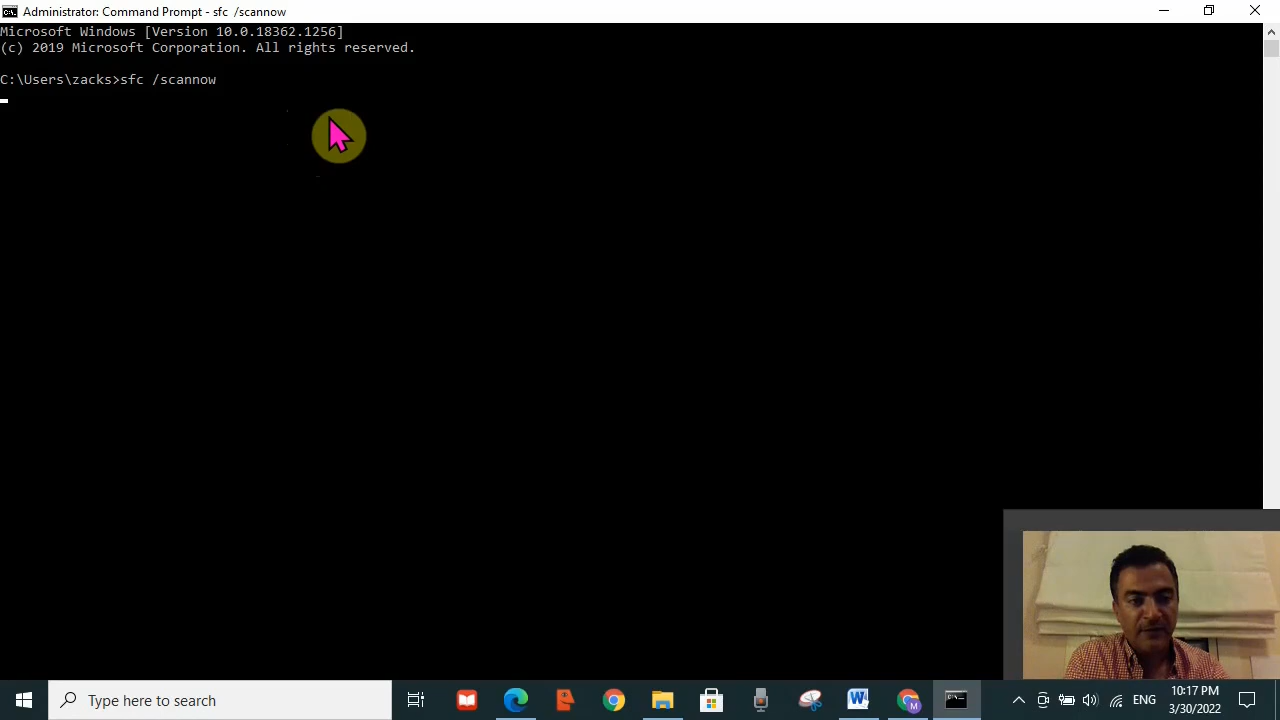 Administrator: Command Prompt - sfc  /scannow
Microsoft Windows [Version 10.0.18362.1256]
(c) 2019 Microsoft Corporation. All rights reserved.
C:\Users\zacks>sfc /scannow
Type here to search
W
M
ENG
10:17 PM
3/30/2022